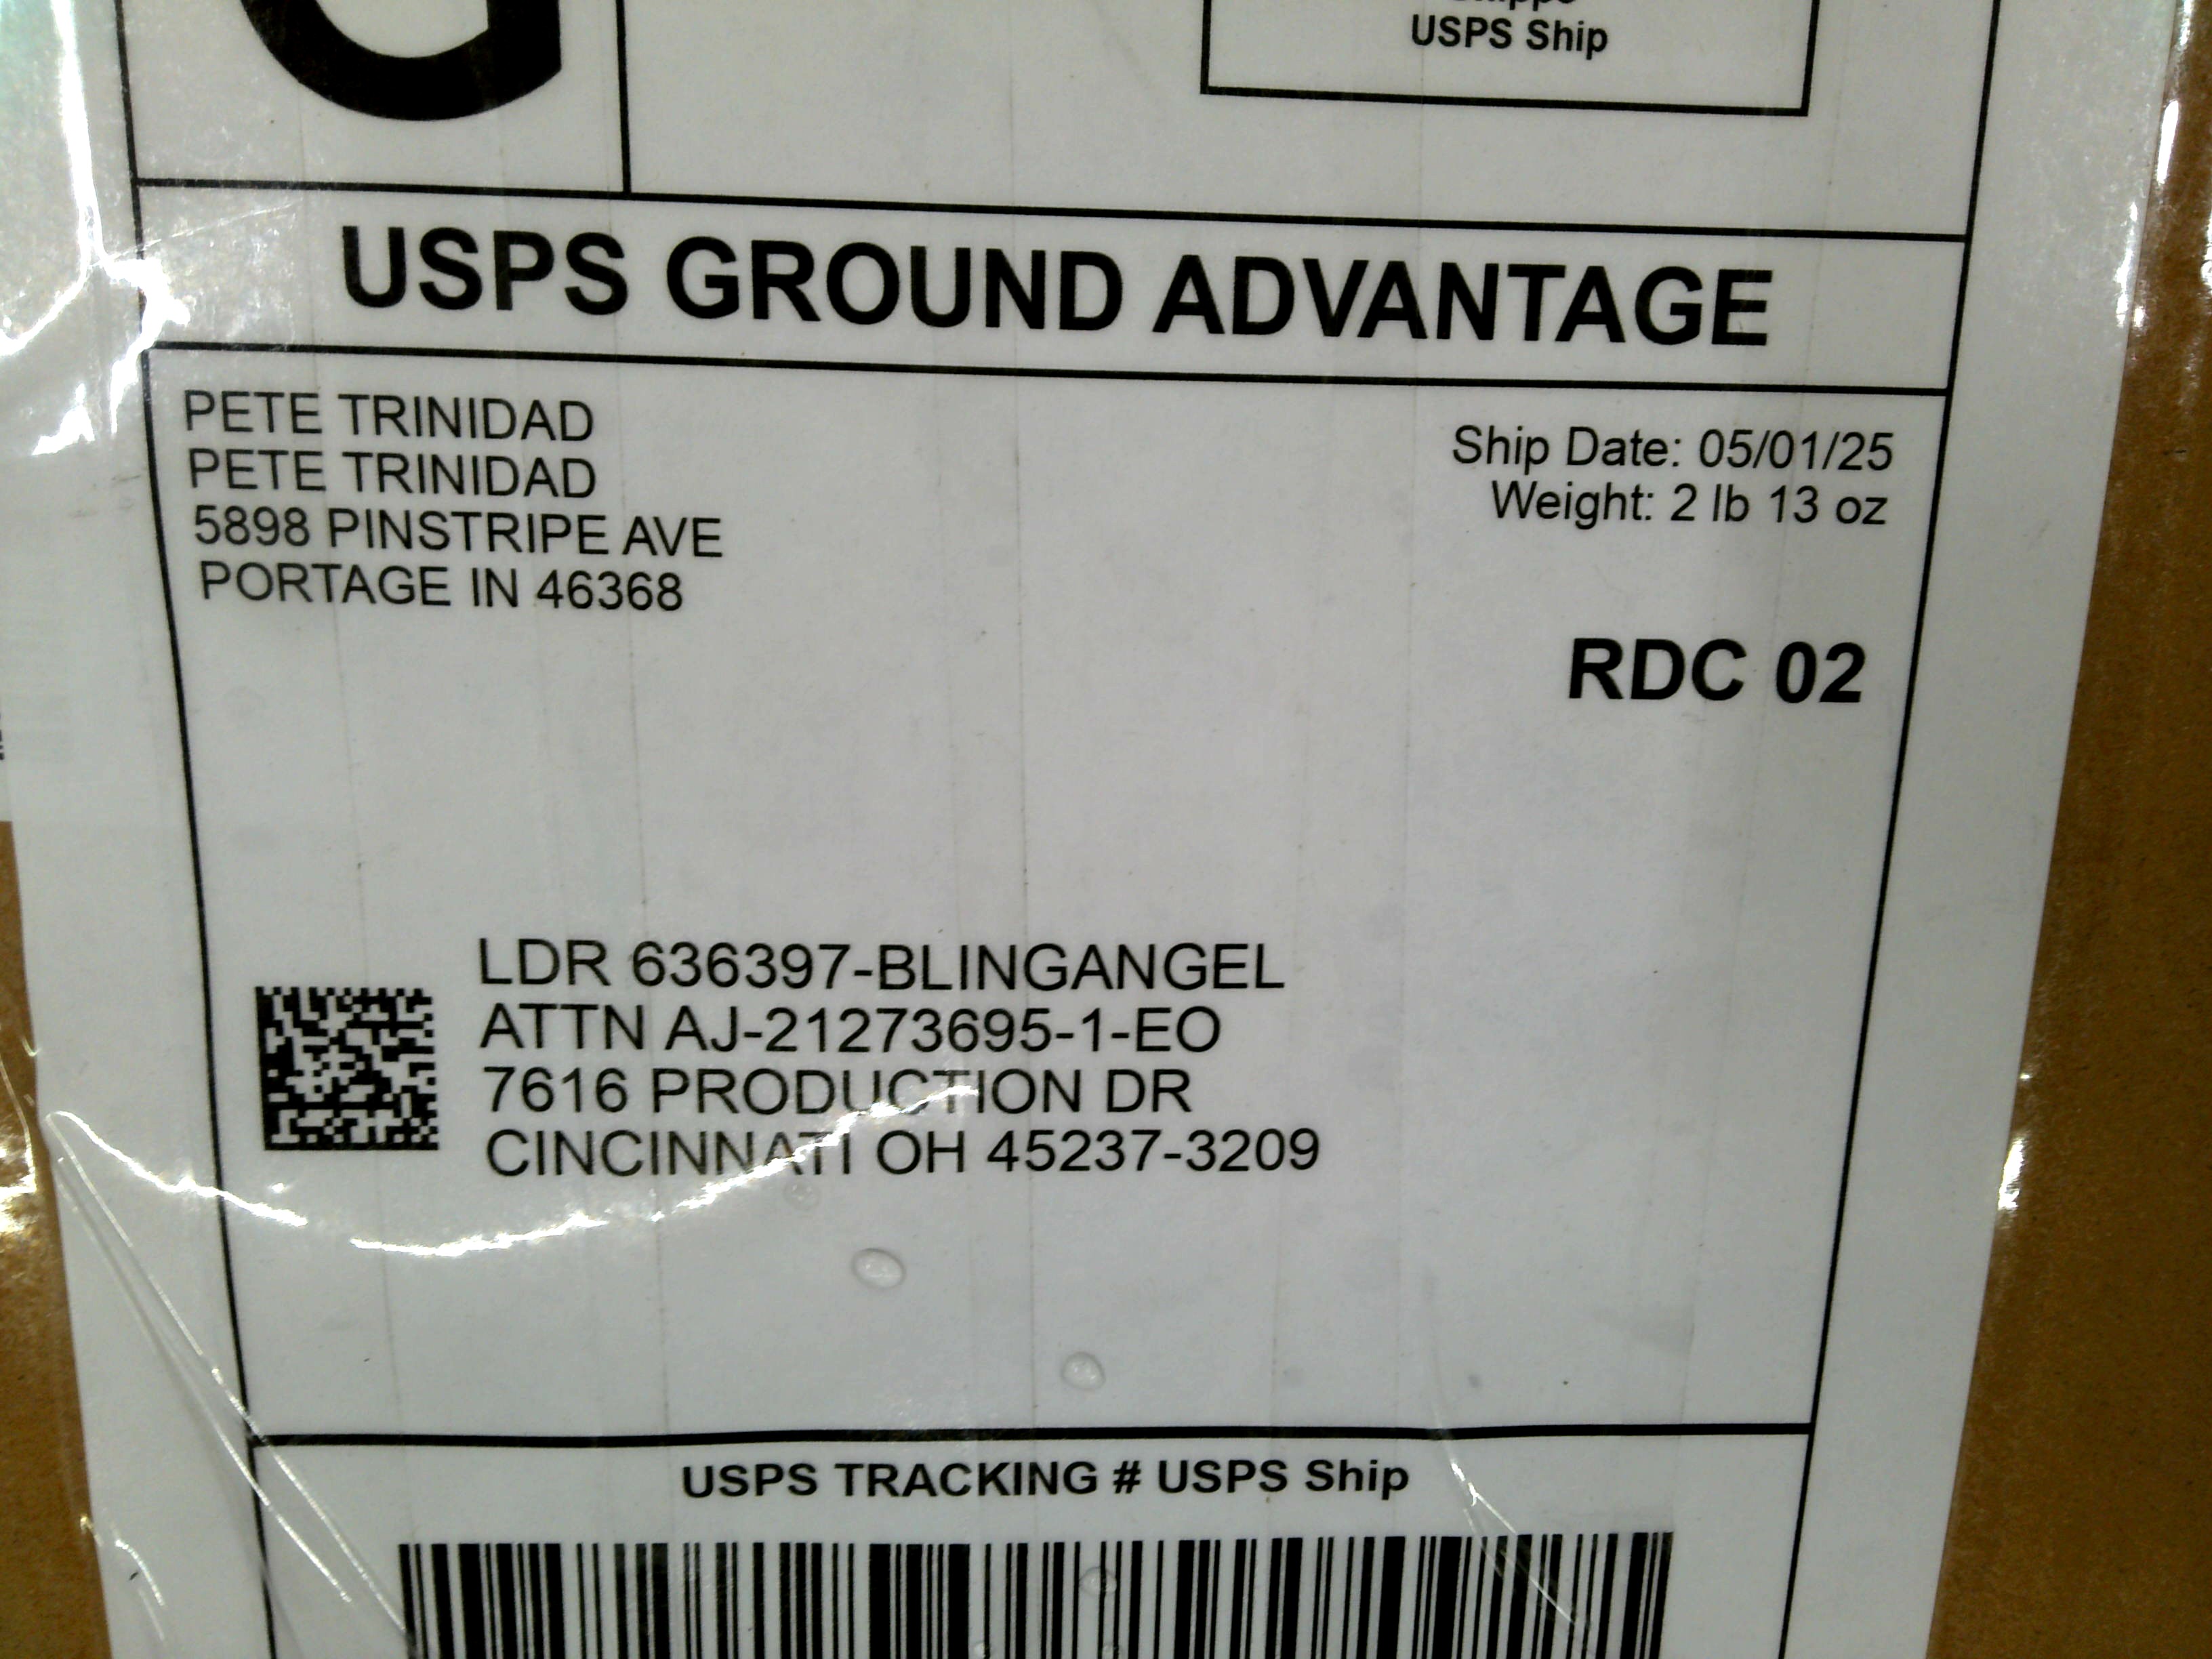 G
USPS Ship
USPS GROUND ADVANTAGE
PETE TRINIDAD
PETE TRINIDAD
5898 PINSTRIPE AVE
PORTAGE IN 46368
Ship Date: 05/01/25
Weight: 2 lb 13 oz
RDC 02
LDR 636397-BLINGANGEL
ATTN AJ-21273695-1-EO
7616 PRODUCTION DR
CINCINNATI OH 45237-3209
USPS TRACKING # USPS Ship